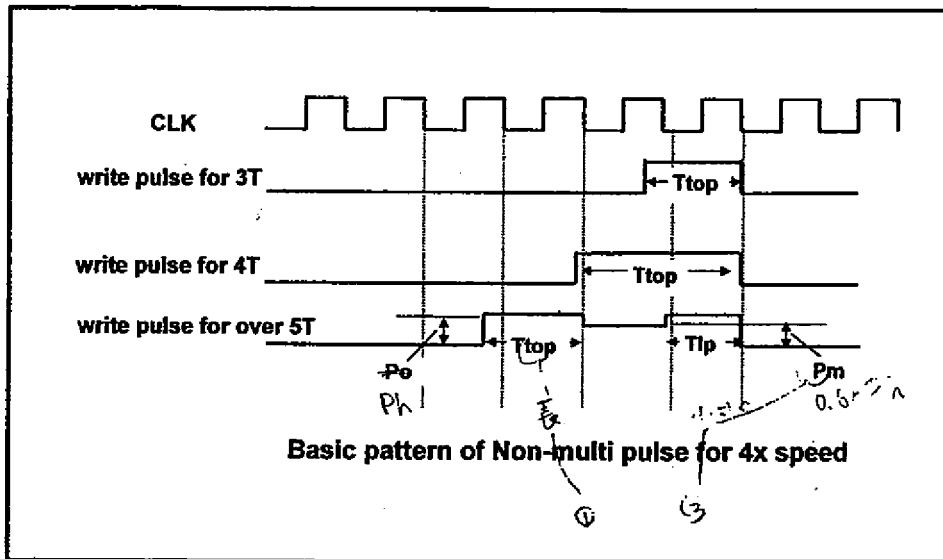 CLK
write pulse for 3T
Ttop
write pulse for 4T
Ttop
write pulse for over 5T
Po
Ttop
Tlp
Pm
Ph
Basic pattern of Non-multi pulse for 4x speed
①